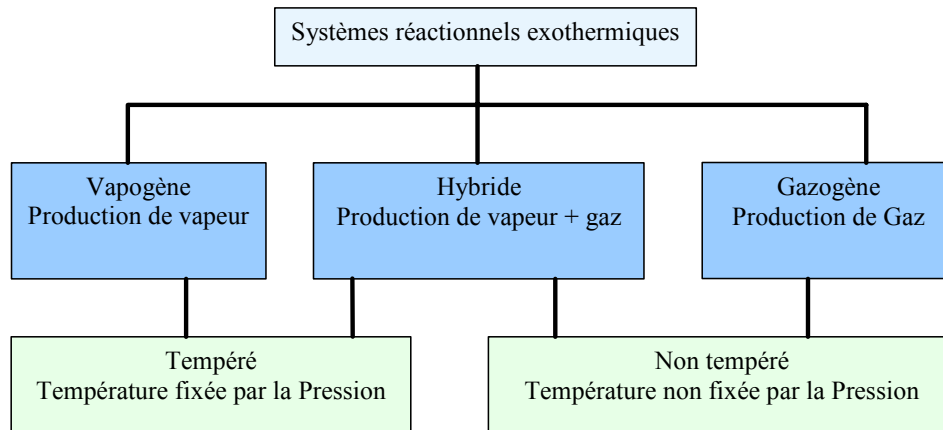 Systèmes réactionnels exothermiques
Vapogène
Production de vapeur
Hybride
Production de vapeur + gaz
Gazogène
Production de Gaz
Tempéré
Température fixée par la Pression
Non tempéré
Température non fixée par la Pression